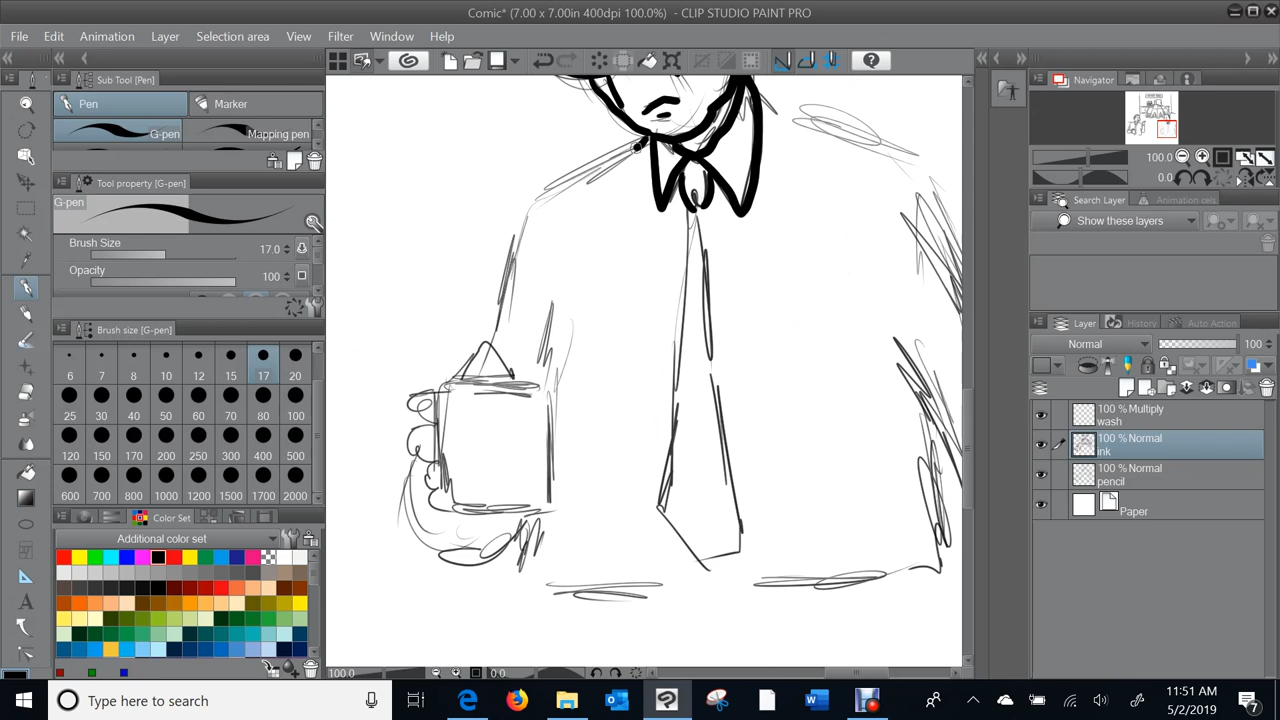 Comic* (7.00 x 7.00in 400dpi 100.0%) - CLIP STUDIO PAINT PRO
File Edit Animation Layer Selection area View Filter Window Help
Sub Tool [Pen]
Pen Marker
G-pen Mapping pen
Tool property [G-pen]
G-pen
Brush Size 17.0
Opacity 100
Brush size [G-pen]
6 7 8 10 12 15 17 20
25 30 40 50 60 70 80 100
120 150 170 200 250 300 400 500
600 700 800 1000 1200 1500 1700 2000
Color Set
Additional color set
100.0 0.0
Navigator
100.0
0.0
Search Layer Animation cels
Show these layers
Layer History Auto Action
Normal 100
100 % Multiply
wash
100 % Normal
ink
100 % Normal
pencil
Paper
Type here to search
11:51 AM
5/2/2019
7